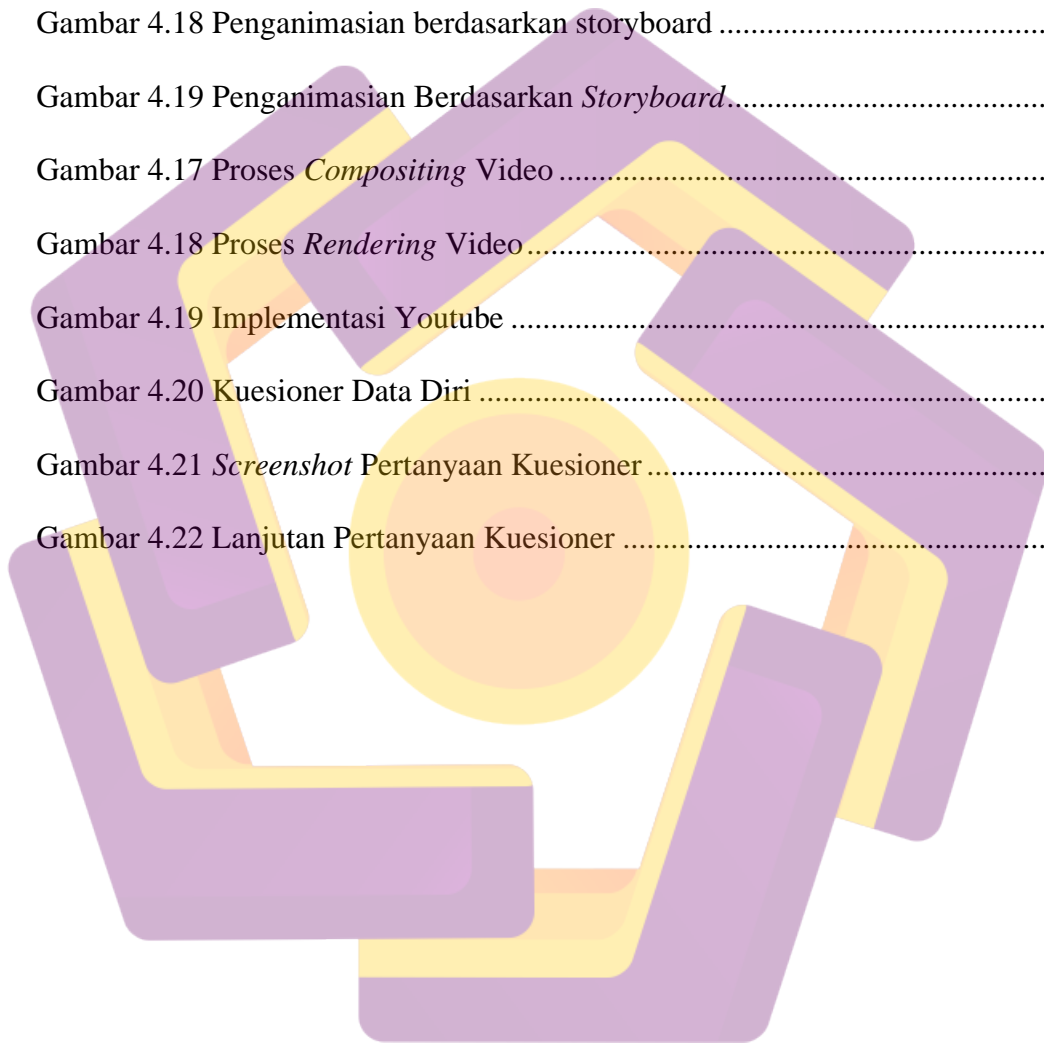 Gambar 4.18 Penganimasian berdasarkan storyboard ............................................
Gambar 4.19 Penganimasian Berdasarkan Storyboard...........................................
Gambar 4.17 Proses Compositing Video ................................................................
Gambar 4.18 Proses Rendering Video....................................................................
Gambar 4.19 Implementasi Youtube ......................................................................
Gambar 4.20 Kuesioner Data Diri ..........................................................................
Gambar 4.21 Screenshot Pertanyaan Kuesioner .....................................................
Gambar 4.22 Lanjutan Pertanyaan Kuesioner ........................................................